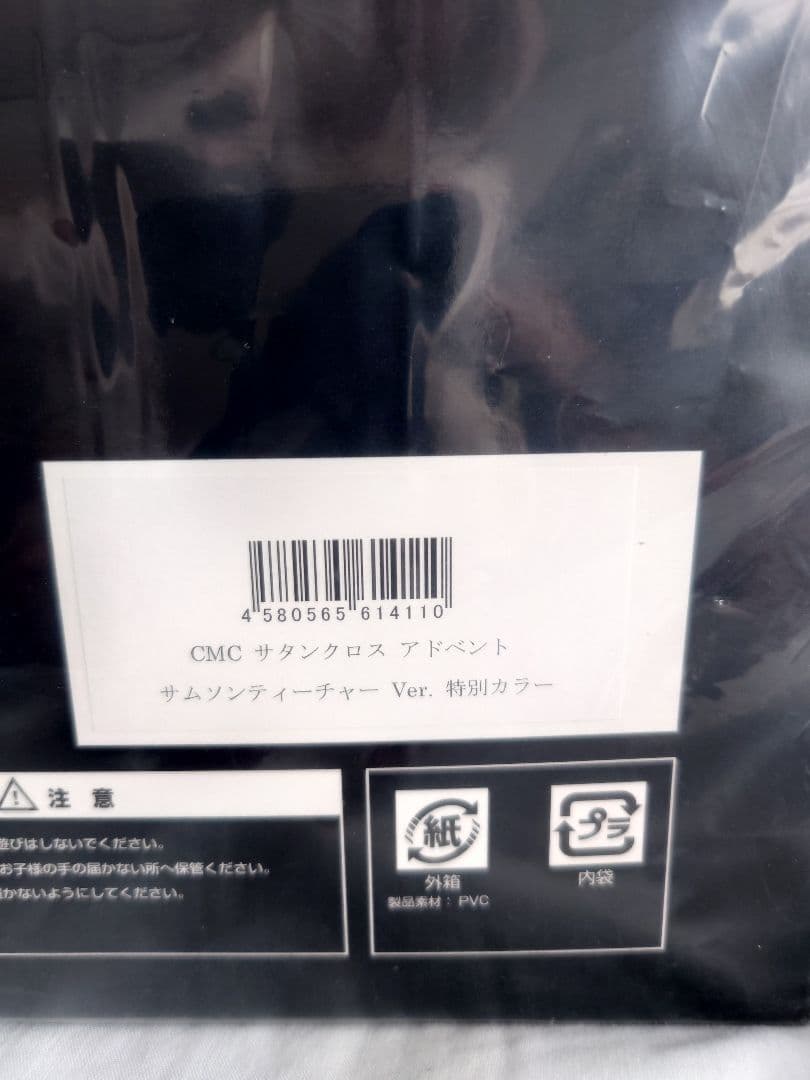 4 580565 614110
CMC サタンクロス アドベント
サムソンティーチャー Ver. 特別カラー
注 意
遊びはしないでください。
お子様の手の届かない所へ保管ください。
かないようにしてください。
紙
外箱
製品素材：PVC
プラ
内袋